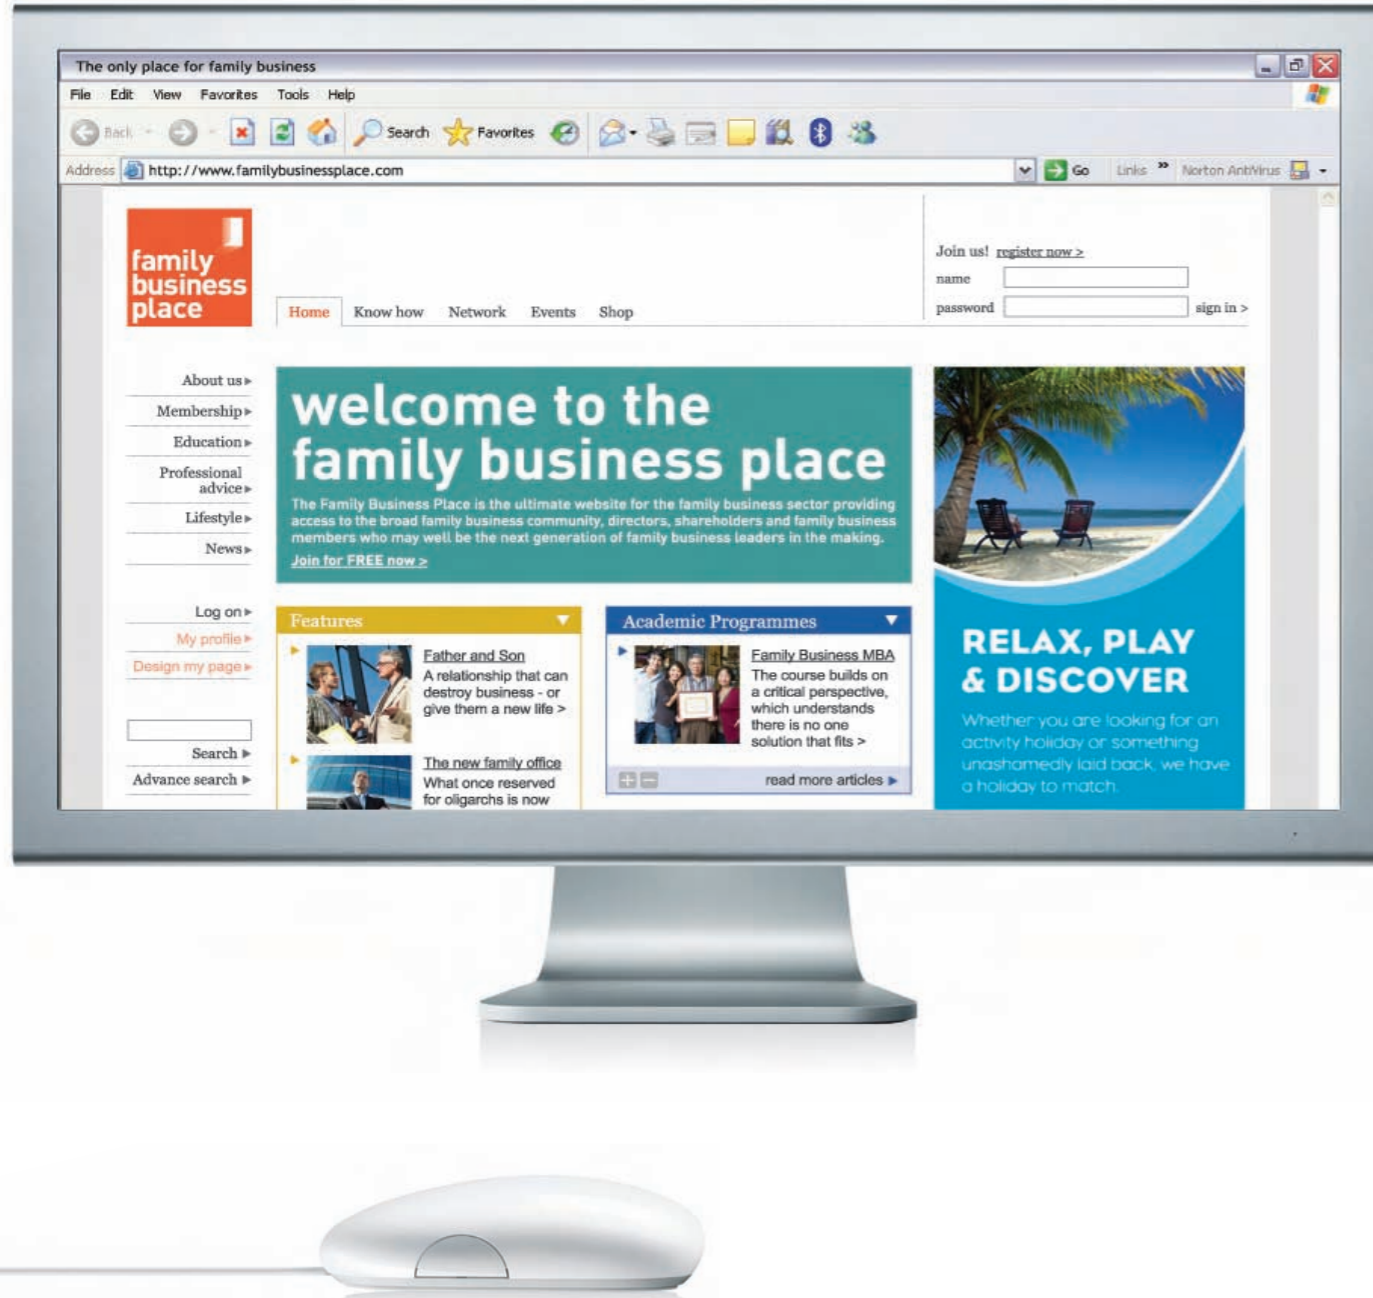 The only place for family business
File Edit View Favorites Tools Help
Back Search Favorites
Address http://www.familybusinessplace.com Go Links » Norton AntiVirus
family
business
place
Join us! register now >
name
password sign in >
Home Know how Network Events Shop
About us
Membership
Education
Professional
advice
Lifestyle
News
Log on
My profile
Design my page
Search
Advance search
welcome to the
family business place
The Family Business Place is the ultimate website for the family business sector providing
access to the broad family business community, directors, shareholders and family business
members who may well be the next generation of family business leaders in the making.
Join for FREE now >
Features
Father and Son
A relationship that can
destroy business - or
give them a new life >
The new family office
What once reserved
for oligarchs is now
Academic Programmes
Family Business MBA
The course builds on
a critical perspective,
which understands
there is no one
solution that fits >
read more articles
RELAX, PLAY
& DISCOVER
Whether you are looking for an
activity holiday or something
unashamedly laid back, we have
a holiday to match.